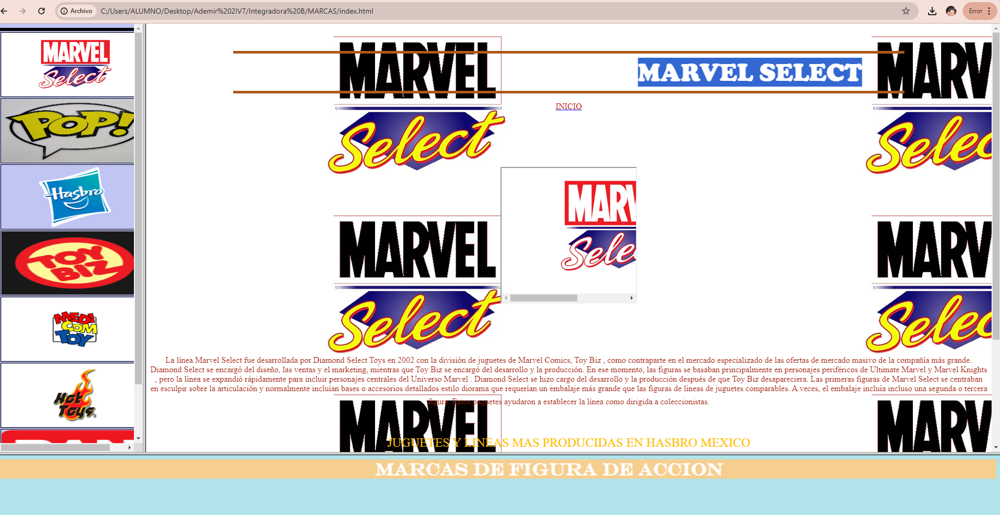 Archivo
C:/Users/ALUMNO/Desktop/Ademir%202IV7/Integradora%20B/MARCAS/index.html
Error
MARVEL
Select
POP!
Hasbro
TOY
BIZ
MEDI
COM
TOY
Hot
Toys
MARVEL
Select
MARV
Selec
MARVEL SELECT
INICIO
MARV
Sele
MARVEL
Select
MARV
Selec
La línea Marvel Select fue desarrollada por Diamond Select Toys en 2002 con la división de juguetes de Marvel Comics, Toy Biz , como contraparte en el mercado especializado de las ofertas de mercado masivo de la compañía más grande.
Diamond Select se encargó del diseño, las ventas y el marketing, mientras que Toy Biz se encargó del desarrollo y la producción. En ese momento, las figuras se basaban principalmente en personajes periféricos de Ultimate Marvel y Marvel Knights
, pero la línea se expandió rápidamente para incluir personajes centrales del Universo Marvel . Diamond Select se hizo cargo del desarrollo y la producción después de que Toy Biz desapareciera. Las primeras figuras de Marvel Select se centraban
en esculpir sobre la articulación y normalmente incluían bases o accesorios detallados estilo diorama que requerían un embalaje más grande que las figuras de líneas de juguetes comparables. A veces, el embalaje incluía incluso una segunda o tercera
figura. Estos paquetes ayudaron a establecer la línea como dirigida a coleccionistas.
MARVEL
MARV
JUGUETES Y LINEAS MAS PRODUCIDAS EN HASBRO MEXICO
MARCAS DE FIGURA DE ACCION